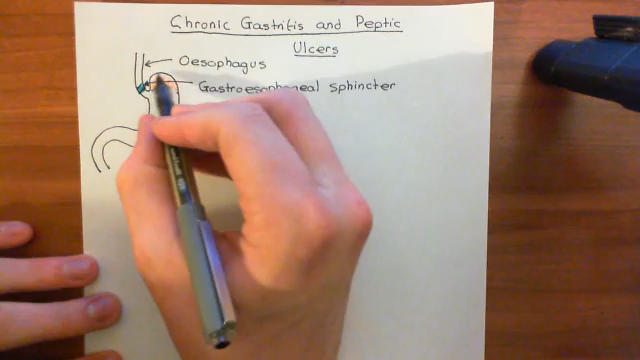 Chronic Gastritis and Peptic
Ulcers
Oesophagus
Gastroesophageal sphincter